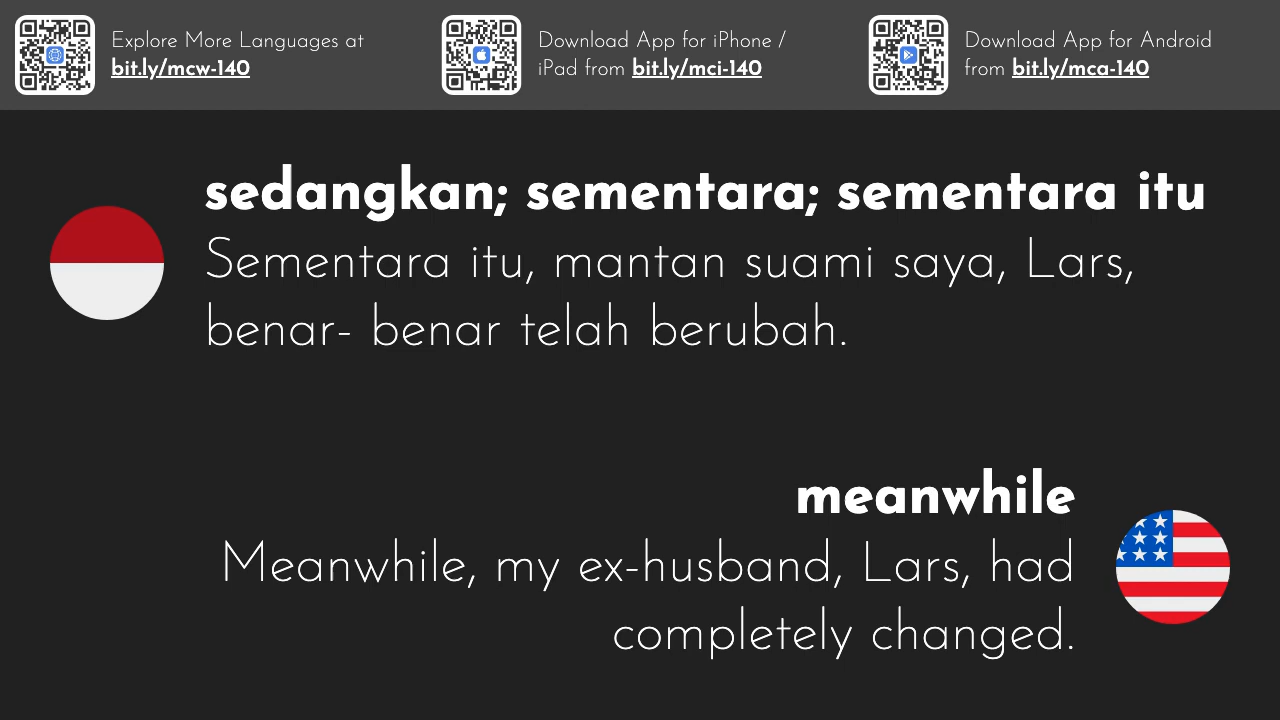 Explore More Languages at
bit.ly/mcw-140
Download App for iPhone /
iPad from bit.ly/mci-140
Download App for Android
from bit.ly/mca-140
sedangkan; sementara; sementara itu
Sementara itu, mantan suami saya, Lars,
benar- benar telah berubah.
meanwhile
Meanwhile, my ex-husband, Lars, had
completely changed.